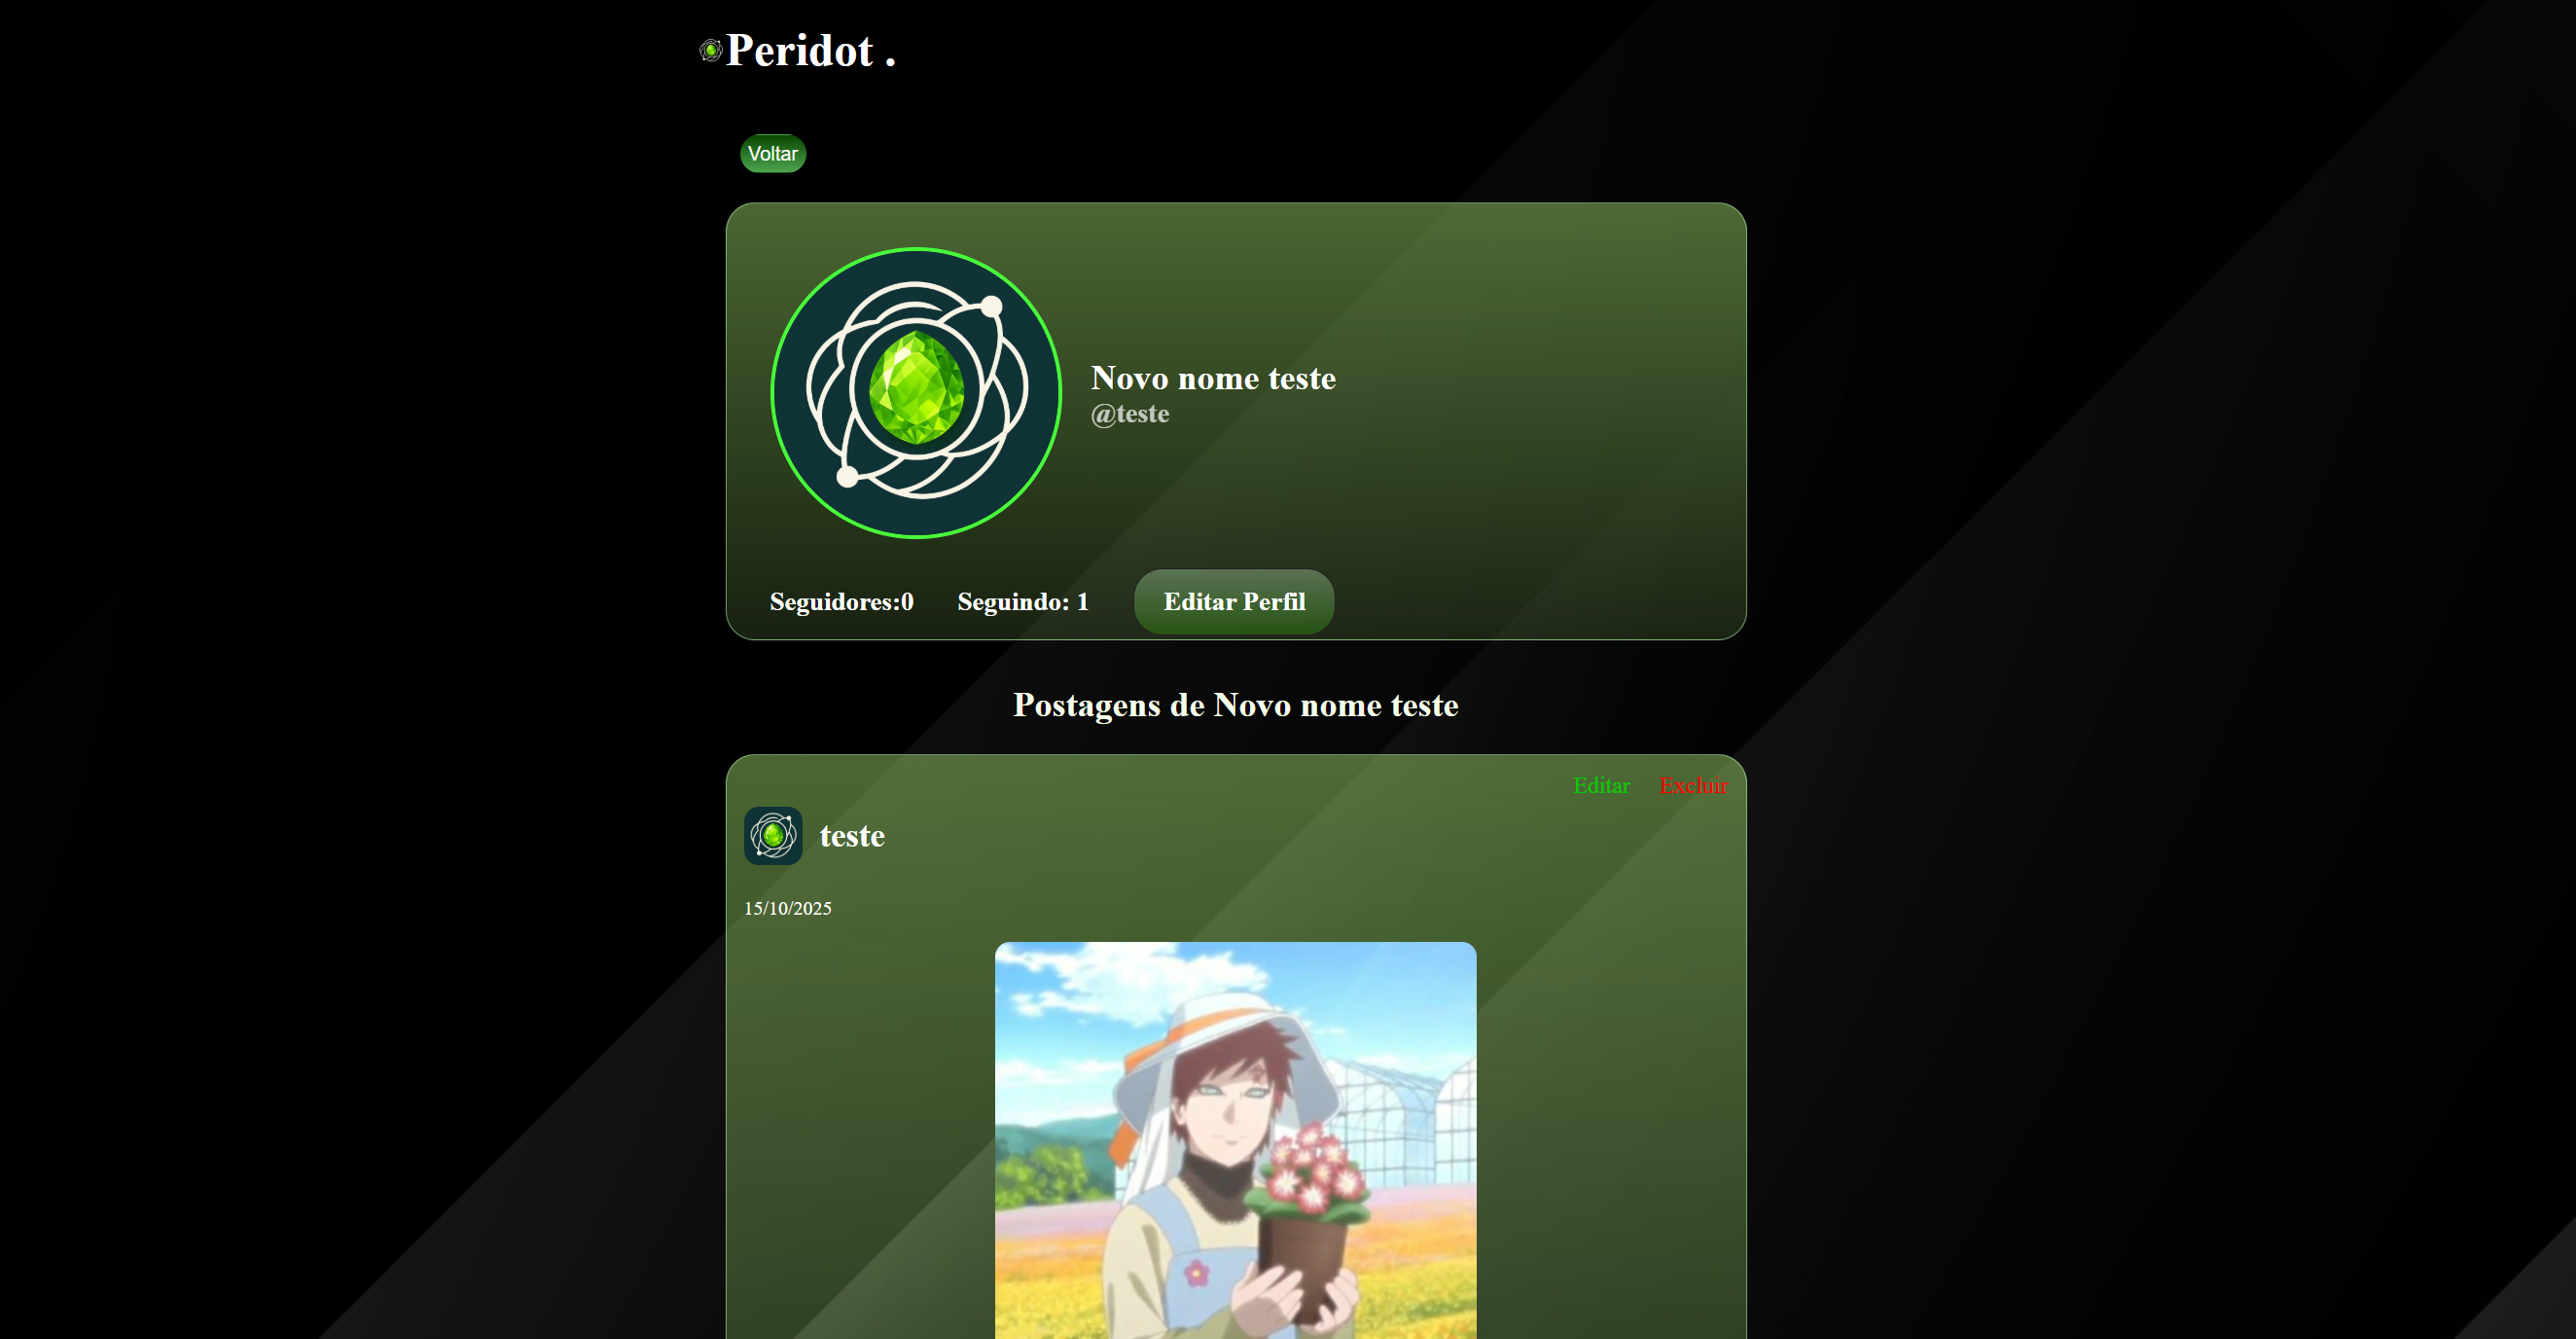 Peridot .
Voltar
Novo nome teste
@teste
Seguidores:0 Seguindo: 1 Editar Perfil
Postagens de Novo nome teste
Editar Excluir
teste
15/10/2025